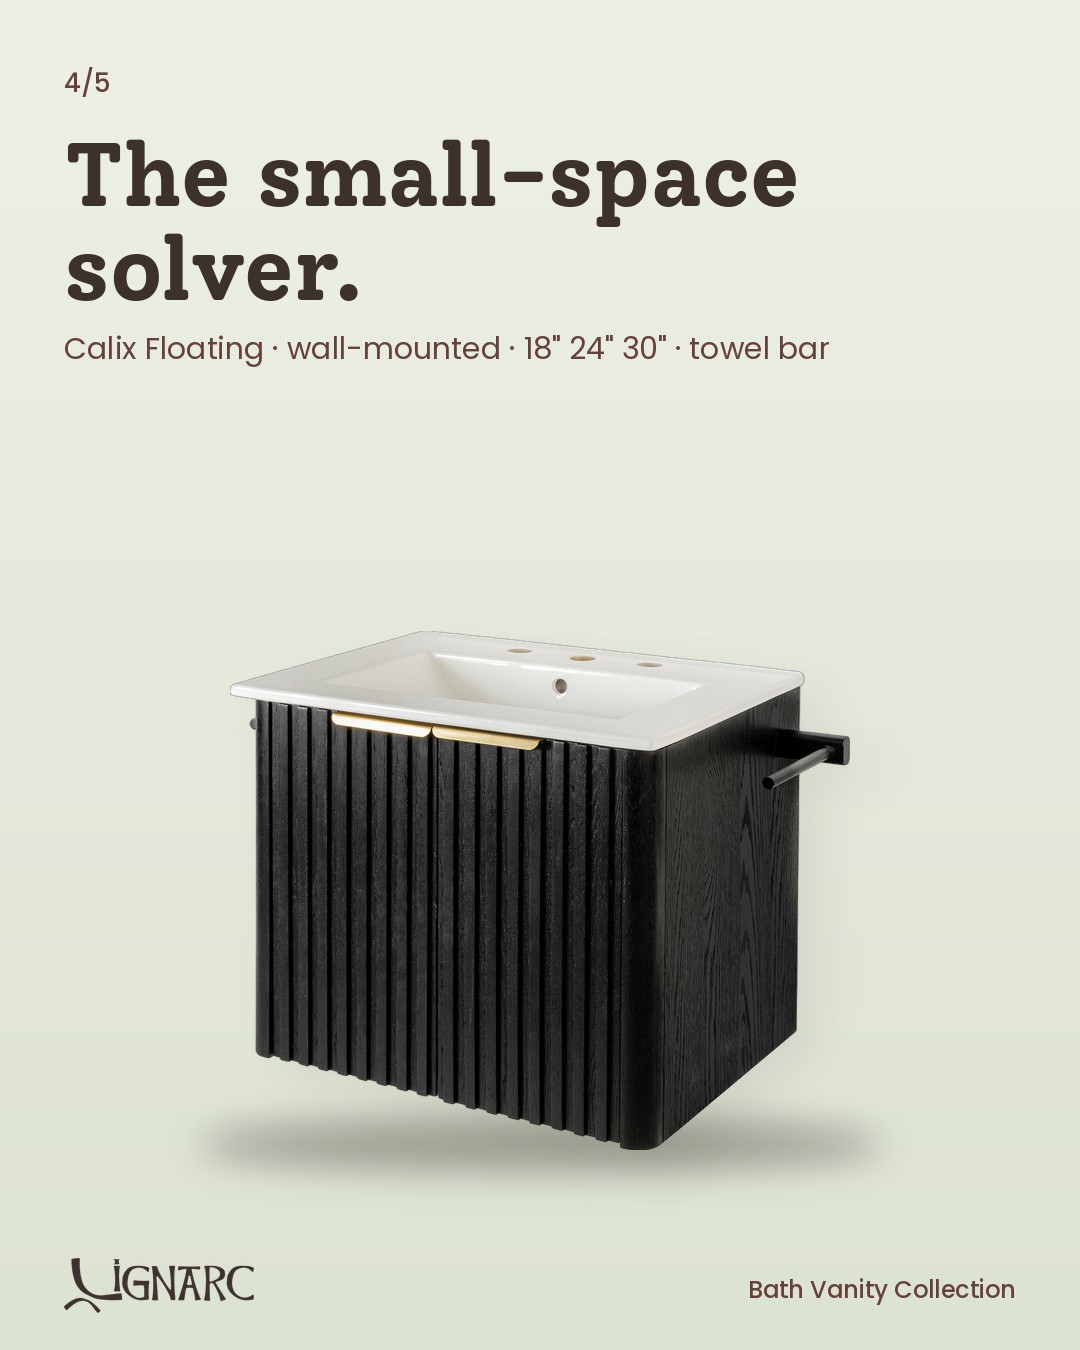 4/5
The small-space
solver.
Calix Floating · wall-mounted · 18" 24" 30" · towel bar
LIGNARC
Bath Vanity Collection